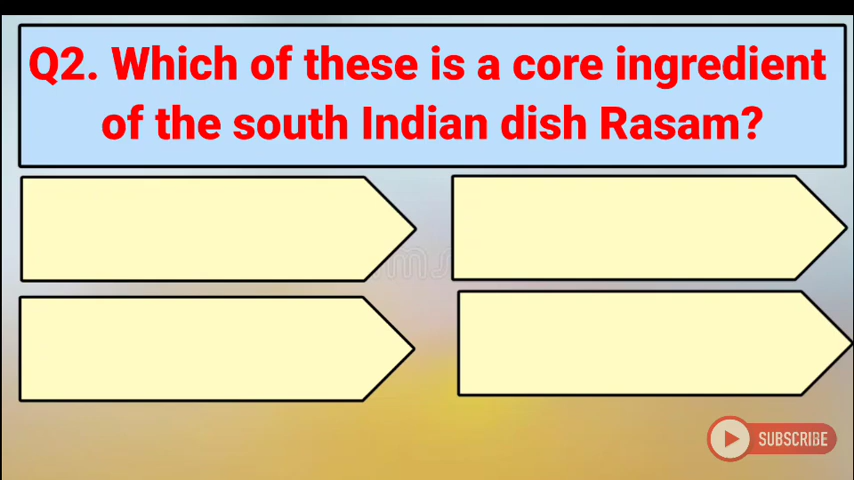 Q2. Which of these is a core ingredient
of the south Indian dish Rasam?
SUBSCRIBE